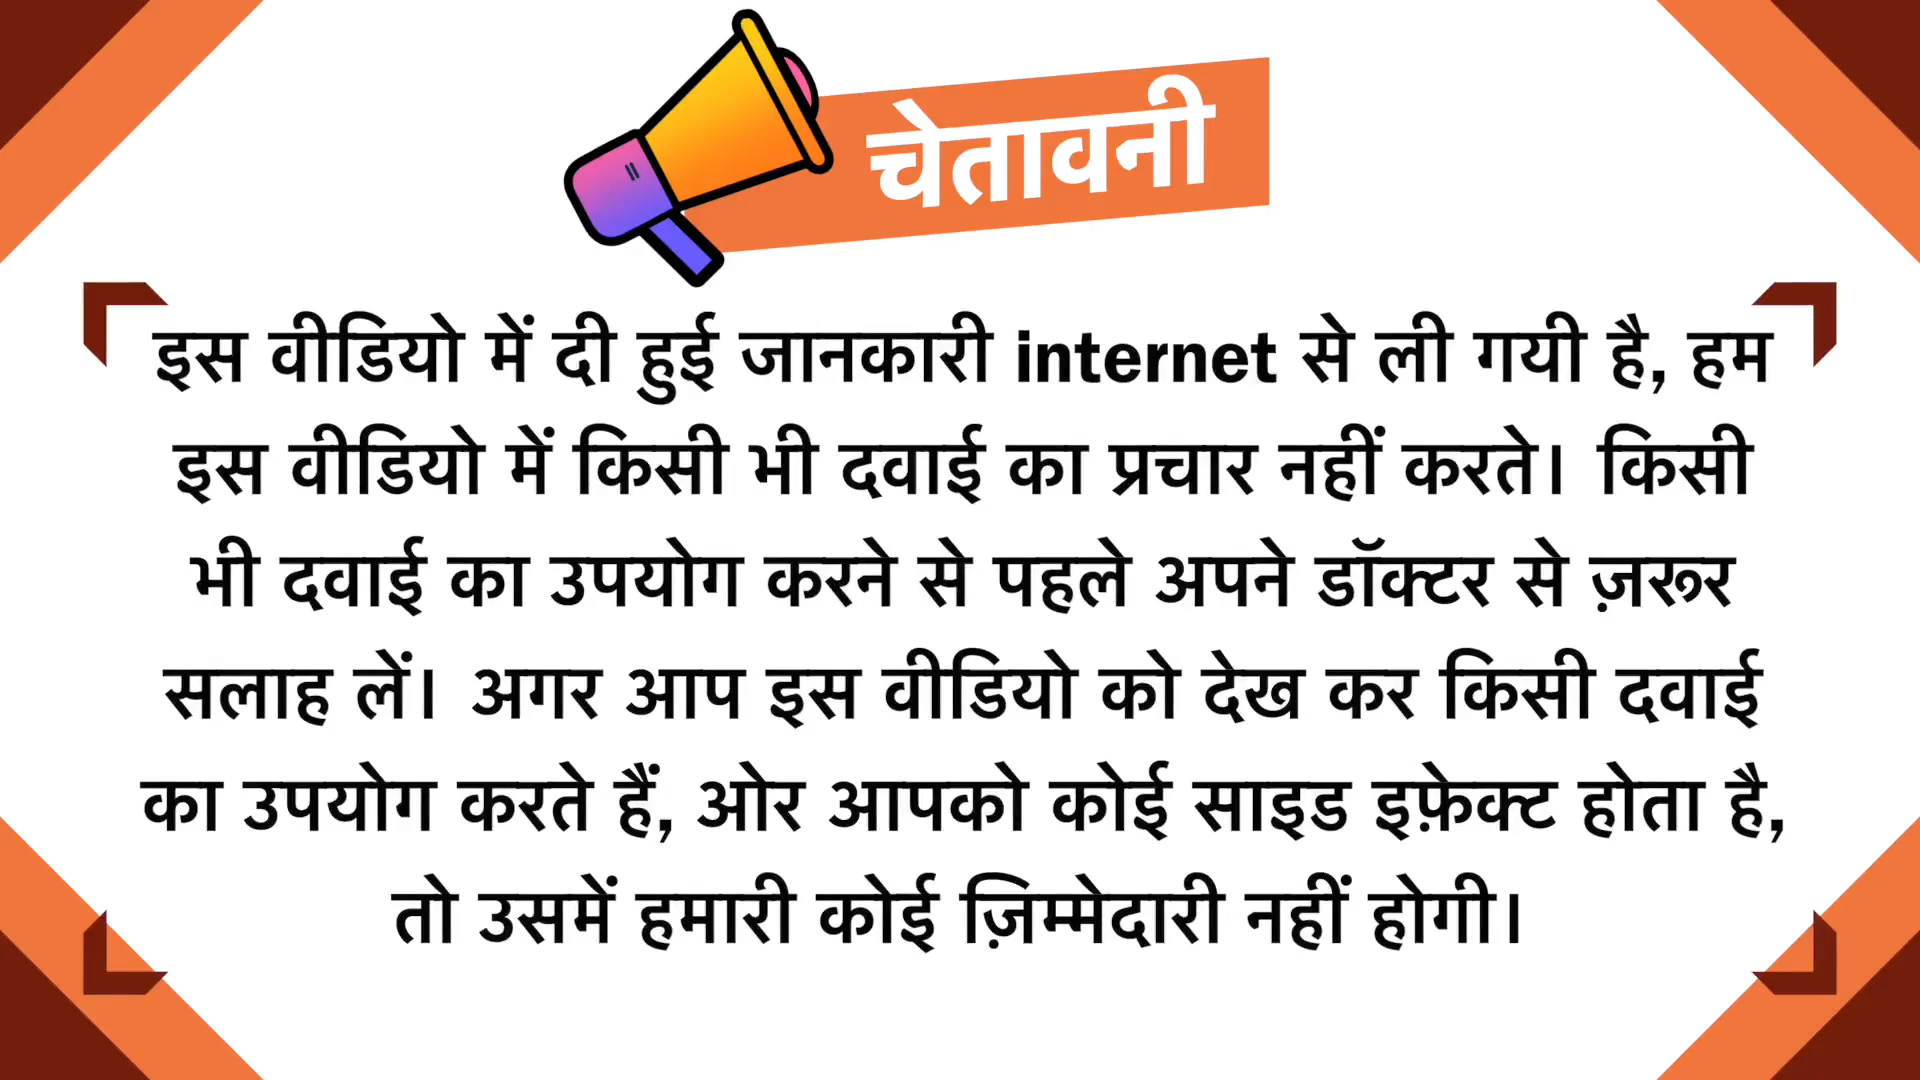 चेतावनी
इस वीडियो में दी हुई जानकारी internet से ली गयी है, हम
इस वीडियो में किसी भी दवाई का प्रचार नहीं करते। किसी
भी दवाई का उपयोग करने से पहले अपने डॉक्टर से ज़रूर
सलाह लें। अगर आप इस वीडियो को देख कर किसी दवाई
का उपयोग करते हैं, ओर आपको कोई साइड इफ़ेक्ट होता है,
तो उसमें हमारी कोई ज़िम्मेदारी नहीं होगी।